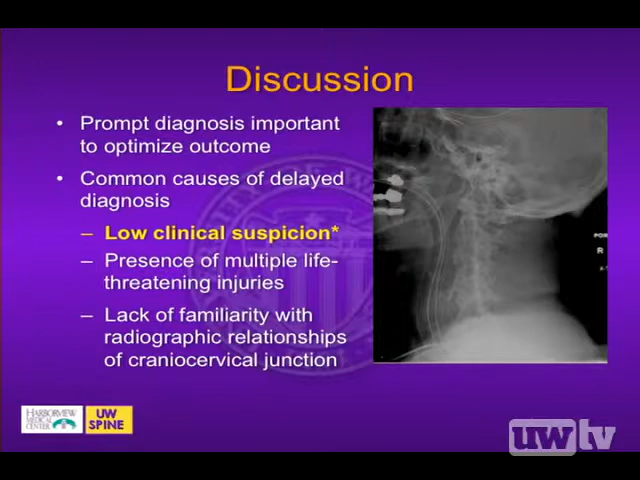 Discussion
• Prompt diagnosis important
to optimize outcome
• Common causes of delayed
diagnosis
– Low clinical suspicion*
– Presence of multiple life-
threatening injuries
– Lack of familiarity with
radiographic relationships
of craniocervical junction
POR
R
HARBORVIEW
MEDICAL
CENTER
UW
SPINE
uwtv